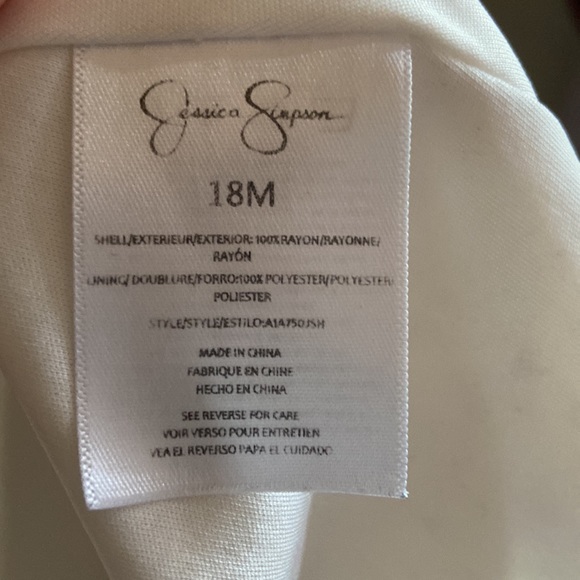 Jessica Simpson
18M
SHELL/EXTERIEUR/EXTERIOR: 100% RAYON/RAYONNE/
RAYÓN
LINING/ DOUBLURE/FORRO:100% POLYESTER/POLYESTER/
POLIESTER
STYLE/STYLE/ESTILO:A1A7503SH
MADE IN CHINA
FABRIQUE EN CHINE
HECHO EN CHINA
SEE REVERSE FOR CARE
VOIR VERSO POUR ENTRETIEN
VEA EL REVERSO PAPA EL CUIDADO